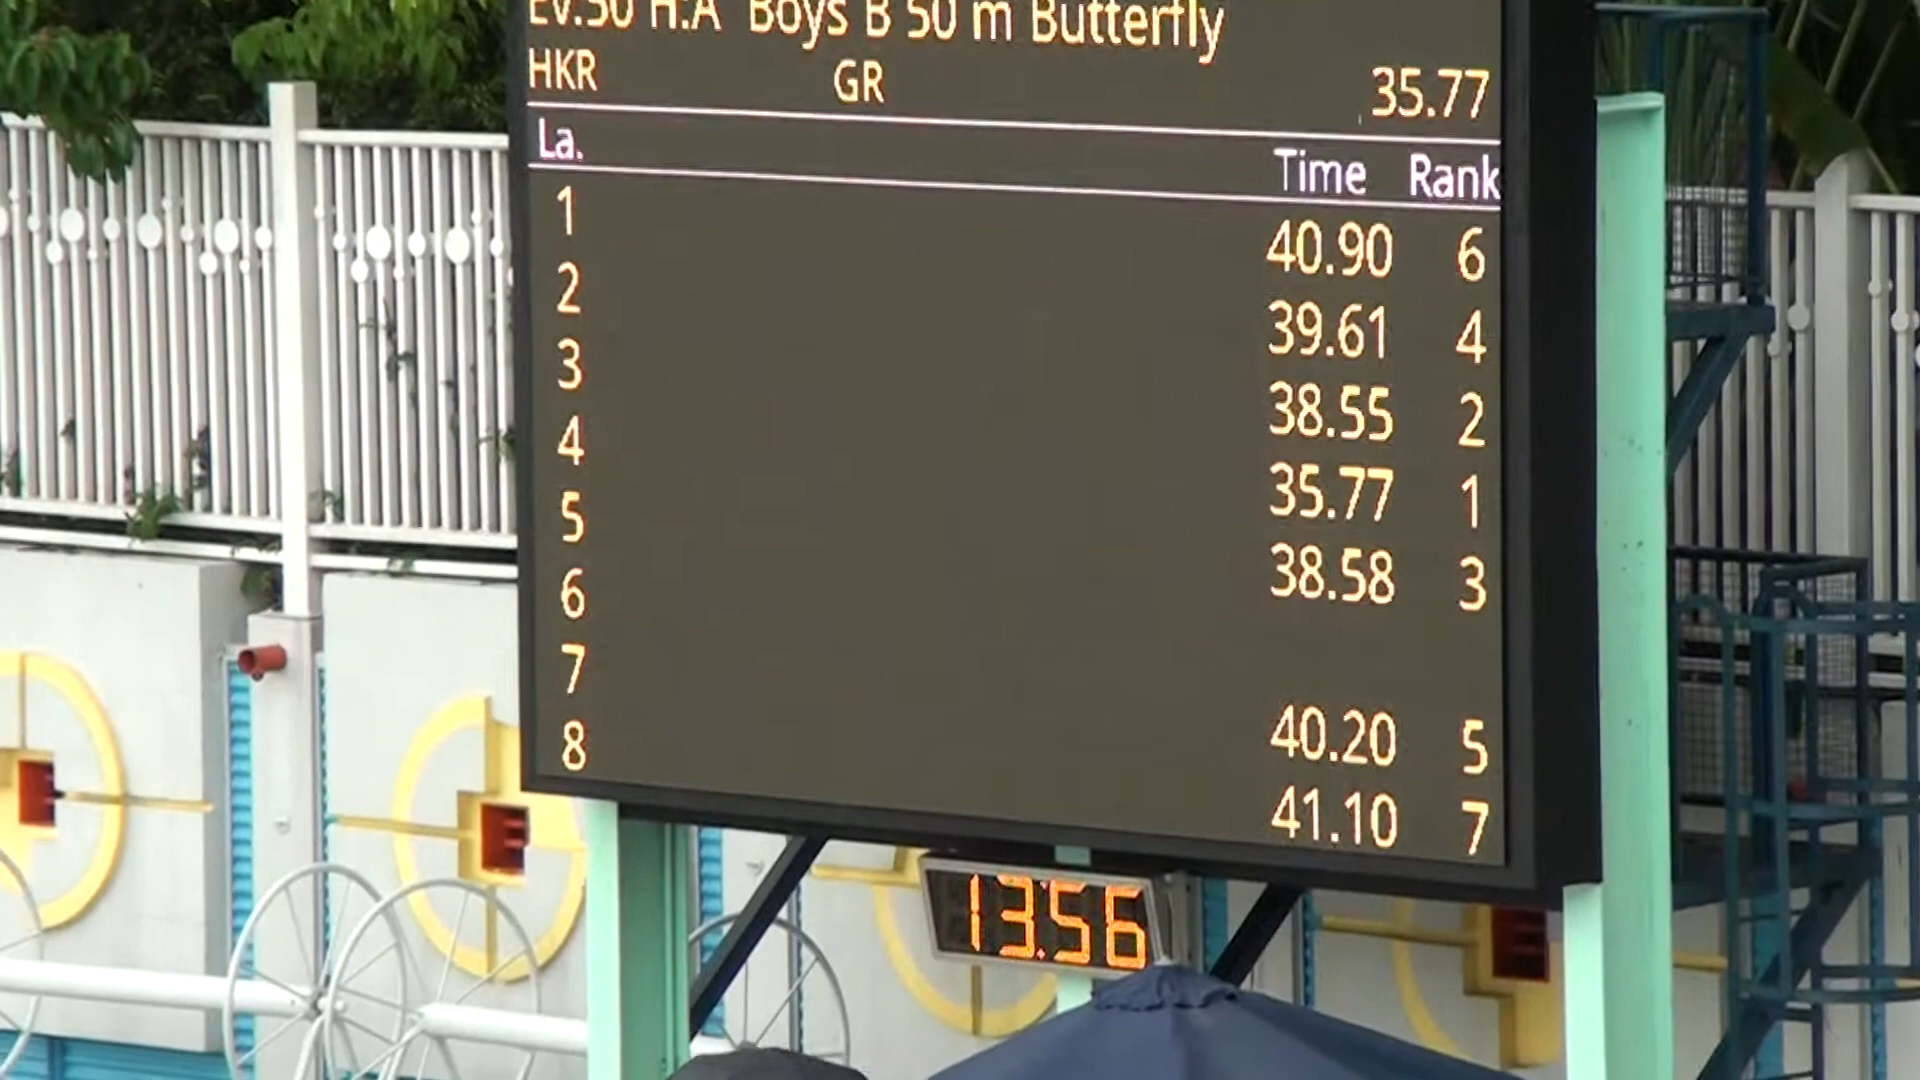 Ev.50 H:A Boys B 50 m Butterfly
HKR GR 35.77
La. Time Rank
1 40.90 6
2 39.61 4
3 38.55 2
4 35.77 1
5 38.58 3
6
7 40.20 5
8 41.10 7
13:56